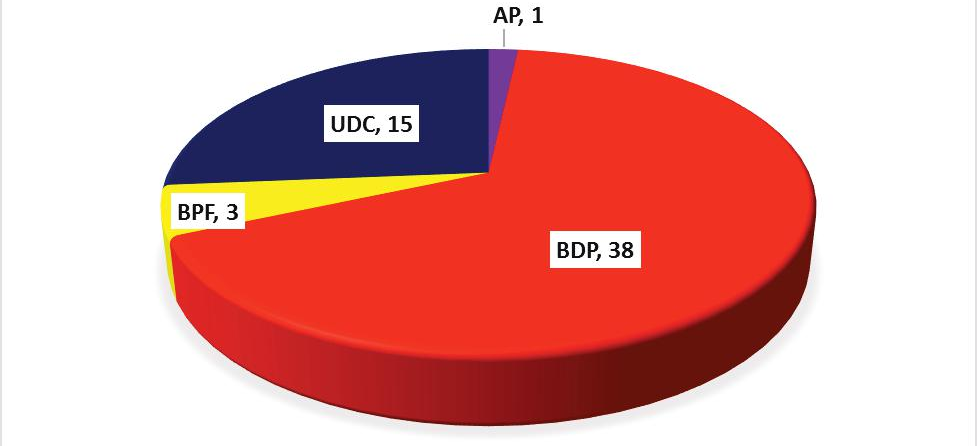 AP, 1
UDC, 15
BPF, 3
BDP, 38